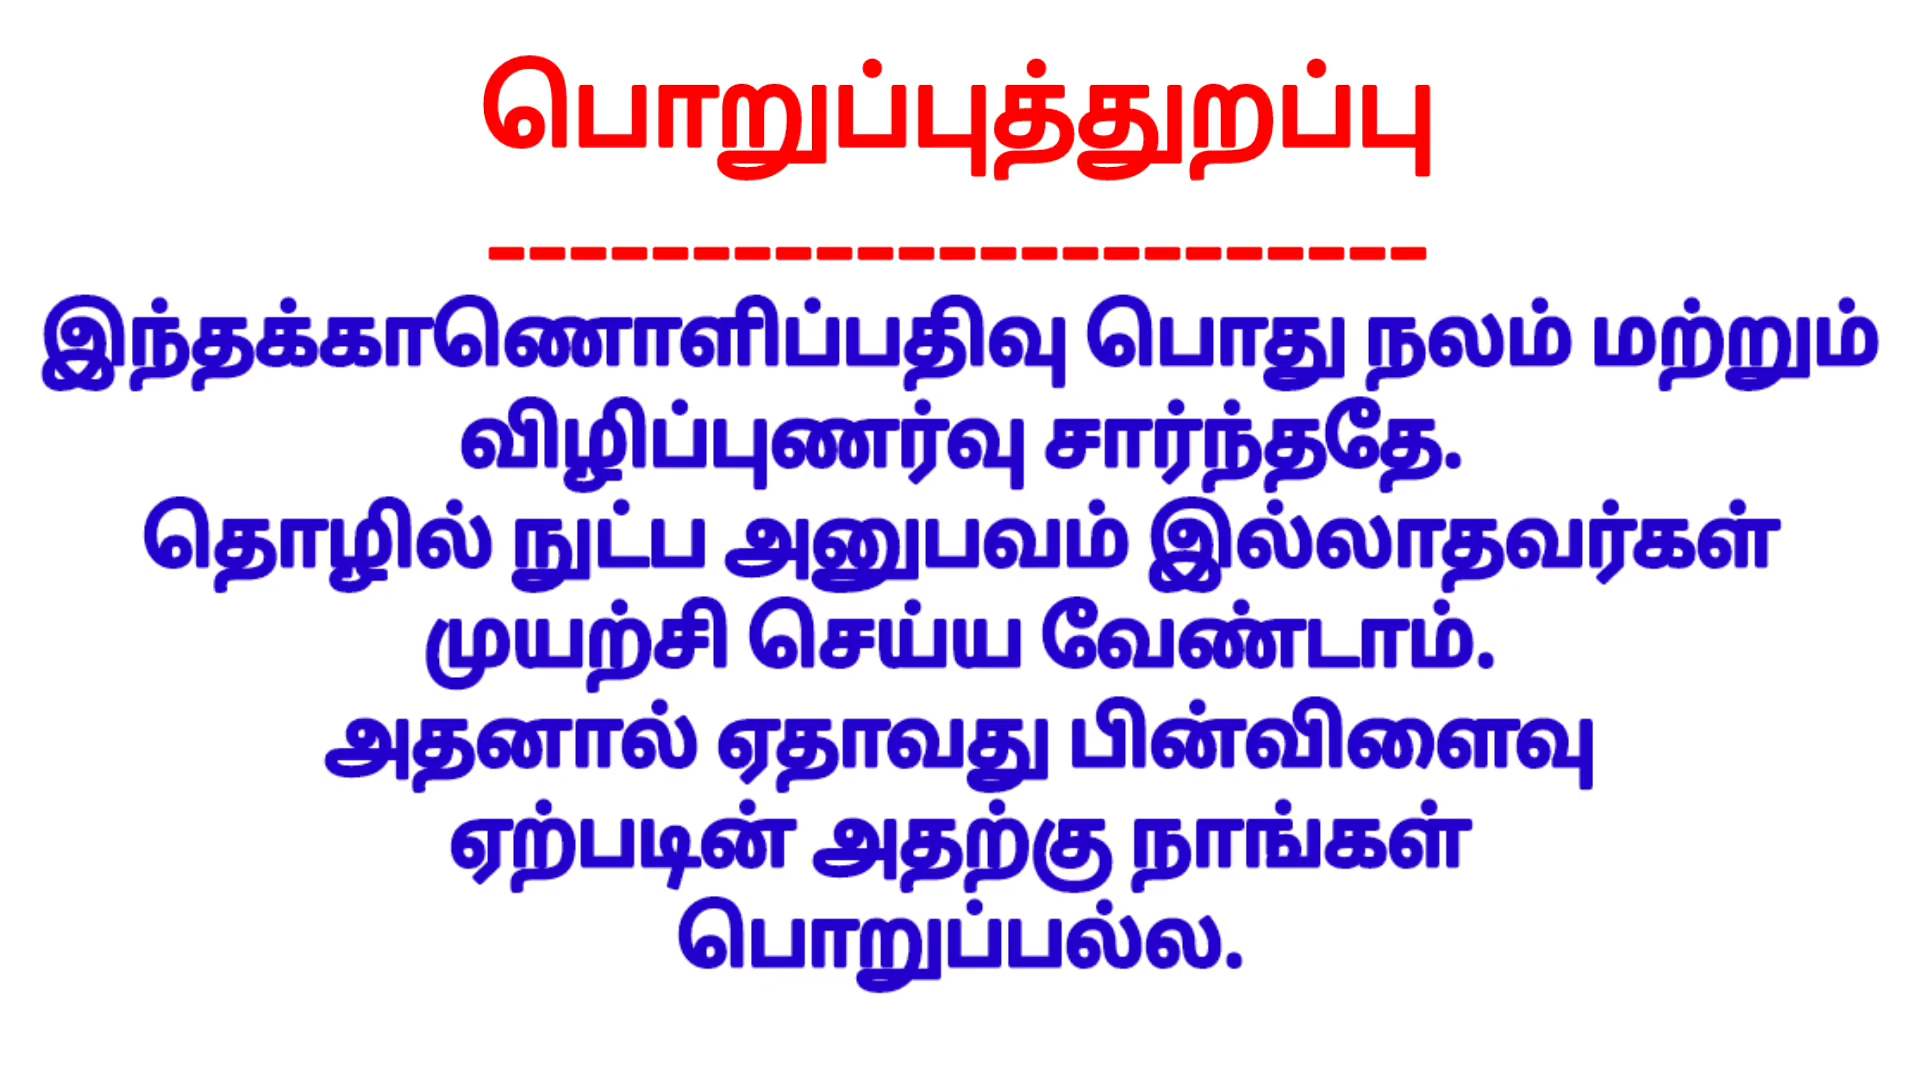 பொறுப்புத்துறப்பு
-----------------------
இந்தக்காணொளிப்பதிவு பொது நலம் மற்றும்
விழிப்புணர்வு சார்ந்ததே.
தொழில் நுட்ப அனுபவம் இல்லாதவர்கள்
முயற்சி செய்ய வேண்டாம்.
அதனால் ஏதாவது பின்விளைவு
ஏற்படின் அதற்கு நாங்கள்
பொறுப்பல்ல.